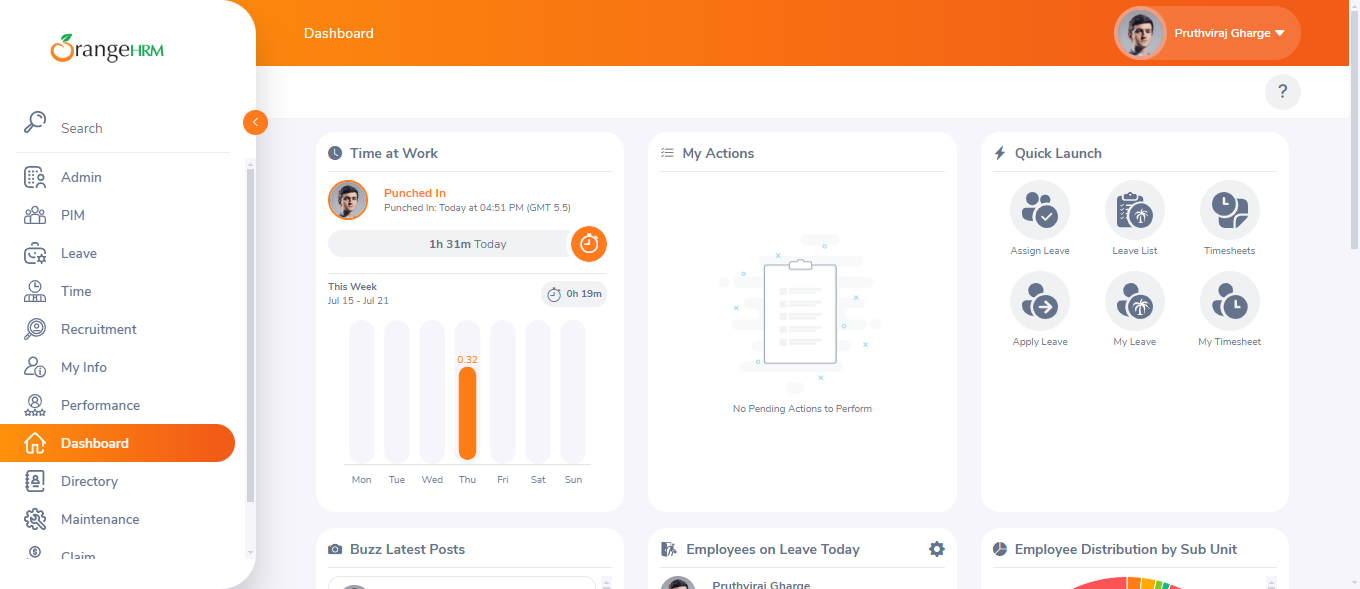 OrangeHRM
Dashboard
Pruthviraj Gharge
?
Search
Admin
PIM
Leave
Time
Recruitment
My Info
Performance
Dashboard
Directory
Maintenance
Claim
Time at Work
Punched In
Punched In: Today at 04:51 PM (GMT 5.5)
1h 31m Today
This Week
Jul 15 - Jul 21
0h 19m
0.32
Mon Tue Wed Thu Fri Sat Sun
My Actions
No Pending Actions to Perform
Quick Launch
Assign Leave
Leave List
Timesheets
Apply Leave
My Leave
My Timesheet
Buzz Latest Posts
Employees on Leave Today
Pruthviraj Gharge
Employee Distribution by Sub Unit